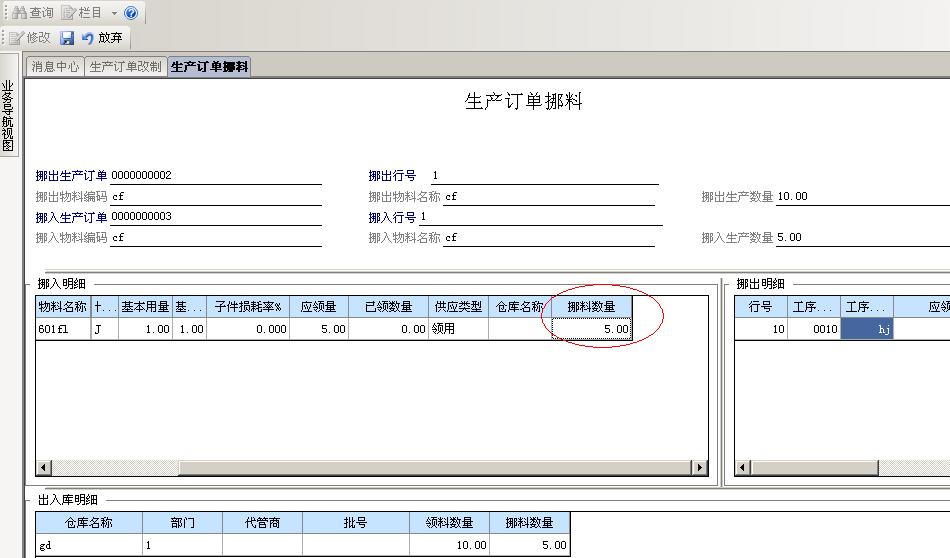 查询 栏目
修改 放弃
业务导航视图
消息中心 生产订单改制 生产订单挪料
生产订单挪料
挪出生产订单 0000000002 挪出行号 1
挪出物料编码 cf 挪出物料名称 cf 挪出生产数量 10.00
挪入生产订单 0000000003 挪入行号 1
挪入物料编码 cf 挪入物料名称 cf 挪入生产数量 5.00
挪入明细 挪出明细
物料名称 基本用量 基... 子件损耗率% 应领量 已领数量 供应类型 仓库名称 挪料数量 行号 工序... 工序... 应领
601fl J 1.00 1.00 0.000 5.00 0.00 领用 5.00 10 0010 hj
出入库明细
仓库名称 部门 代管商 批号 领料数量 挪料数量
gd 1 10.00 5.00